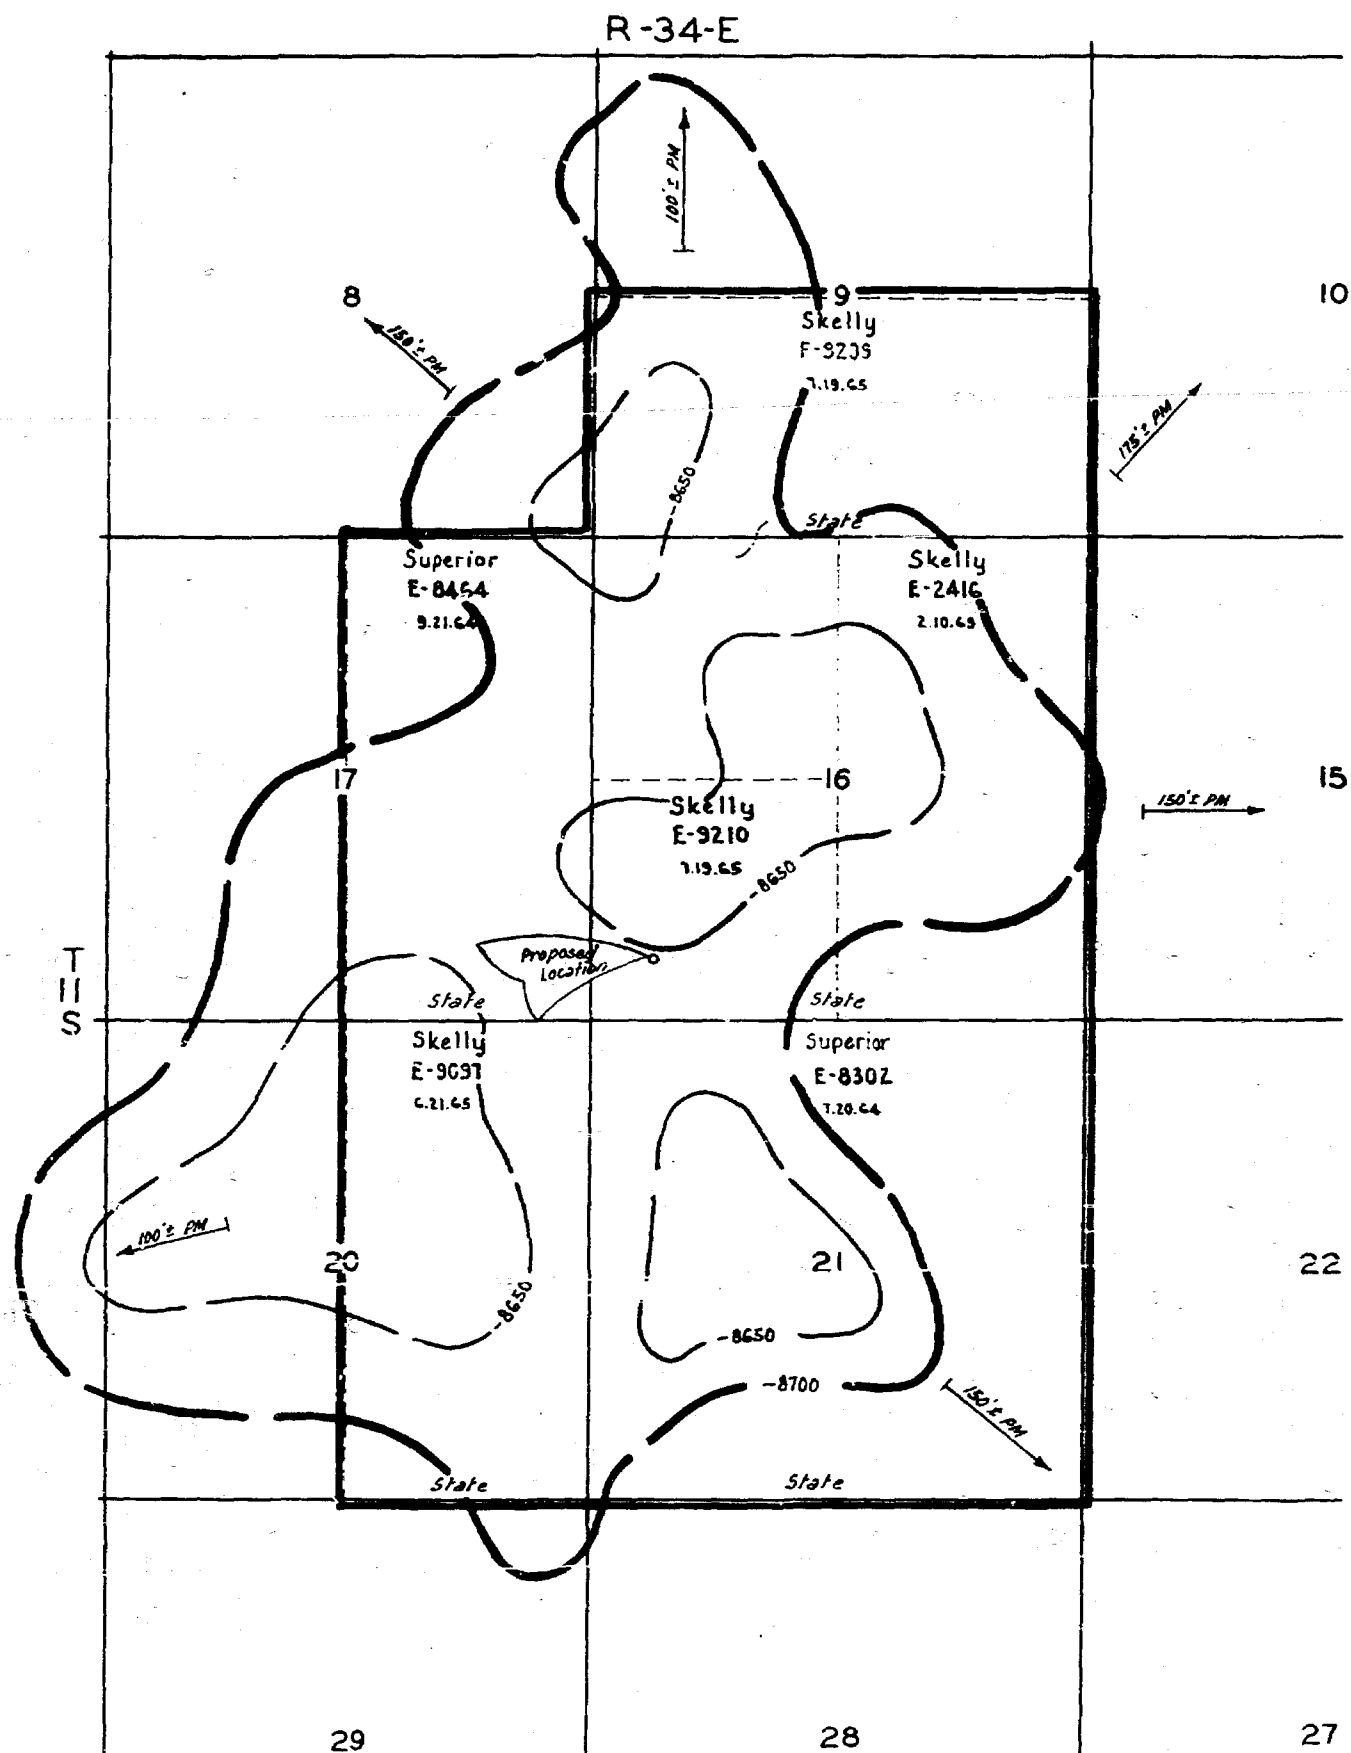 R-34-E
100'± PM
8
9
10
150'± PM
Skelly
7.19.65
175'± PM
-8650
State
Superior
E-8464
9.21.64
Skelly
E-2416
2.10.65
17
16
15
Skelly
E-9210
7.19.65
150'± PM
-8650
Proposed
Location
T
11
S
State
State
Skelly
E-9097
6.21.65
Superior
E-8302
7.20.64
100'± PM
20
21
22
-8650
-8650
-8700
150'± PM
State
State
29
28
27